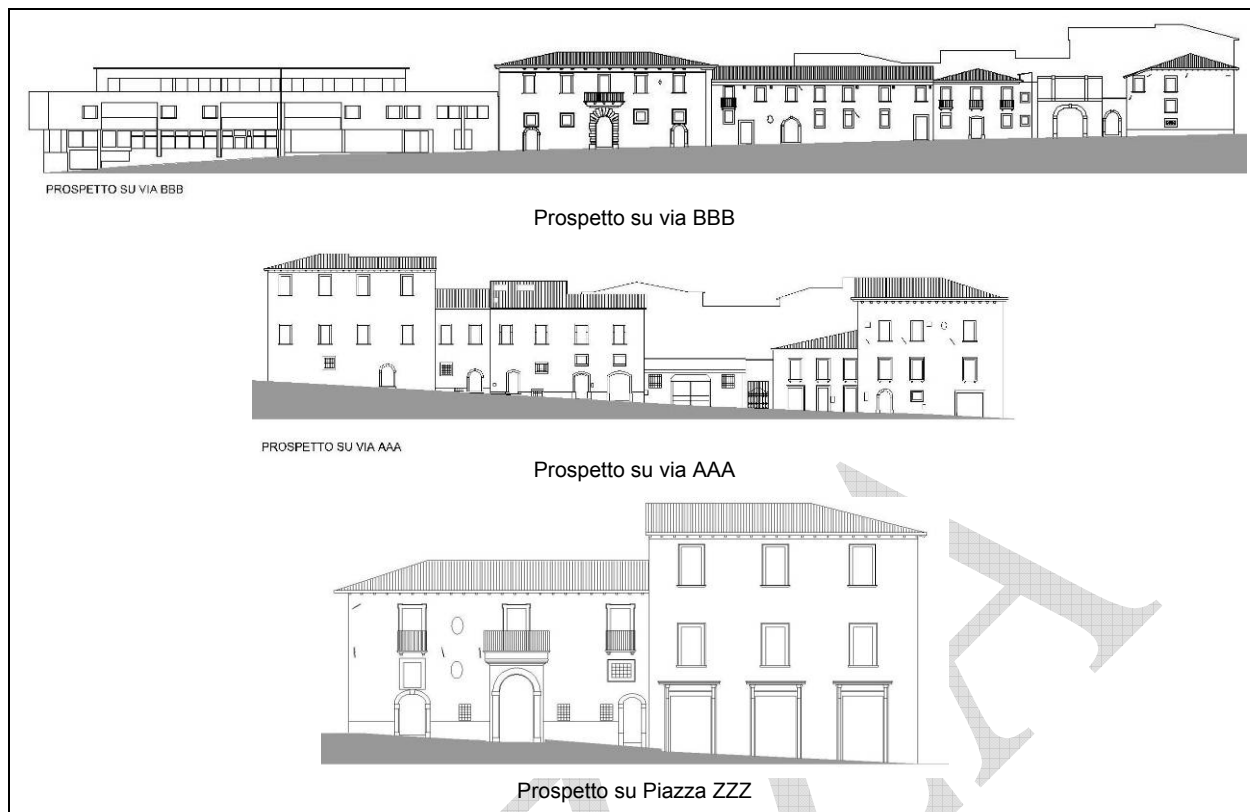 PROSPETTO SU VIA BBB
Prospetto su via BBB
PROSPETTO SU VIA AAA
Prospetto su via AAA
Prospetto su Piazza ZZZ